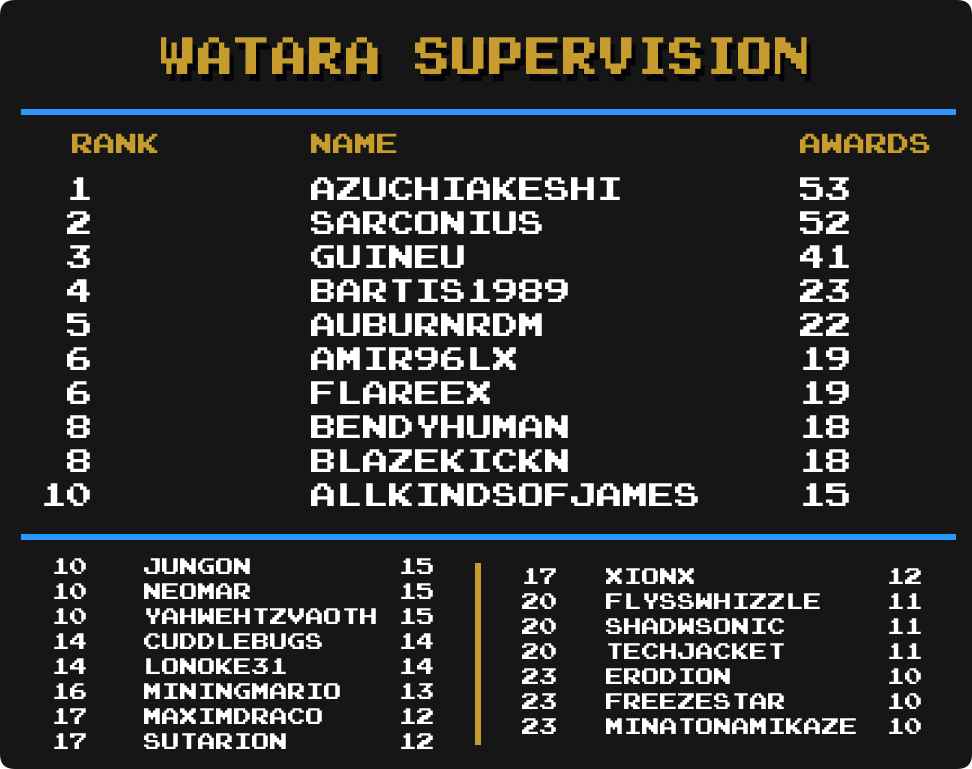 WATARA SUPERVISION
RANK NAME AWARDS
1 AZUCHIAKESHI 53
2 SARCONIUS 52
3 GUINEU 41
4 BARTIS1989 23
5 AUBURNRDM 22
6 AMIR96LX 19
6 FLAREEX 19
8 BENDYHUMAN 18
8 BLAZEKICKN 18
10 ALLKINDSOFJAMES 15
10 JUNGON 15
10 NEOMAR 15
10 YAHWEHTZVAOTH 15
14 CUDDLEBUGS 14
14 LONOKE31 14
16 MININGMARIO 13
17 MAXIMDRACO 12
17 SUTARION 12
17 XIONX 12
20 FLYSSWHIZZLE 11
20 SHADWSONIC 11
20 TECHJACKET 11
23 ERODION 10
23 FREEZESTAR 10
23 MINATONAMIKAZE 10